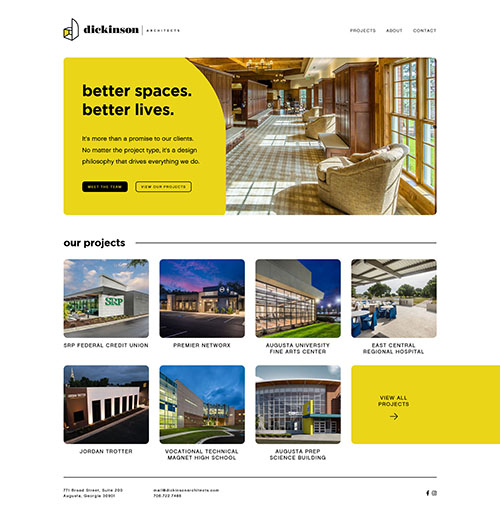 dickinson | ARCHITECTS
PROJECTS ABOUT CONTACT
better spaces.
better lives.
It's more than a promise to our clients.
No matter the project type, it's a design
philosophy that drives everything we do.
MEET THE TEAM VIEW OUR PROJECTS
our projects
SRP
SRP FEDERAL CREDIT UNION
PREMIER NETWORX
AUGUSTA UNIVERSITY
FINE ARTS CENTER
EAST CENTRAL
REGIONAL HOSPITAL
JORDAN TROTTER
VOCATIONAL TECHNICAL
MAGNET HIGH SCHOOL
AUGUSTA PREP
SCIENCE BUILDING
VIEW ALL
PROJECTS
771 Broad Street, Suite 200
Augusta, Georgia 30901
mail@dickinsonarchitects.com
706.722.7488